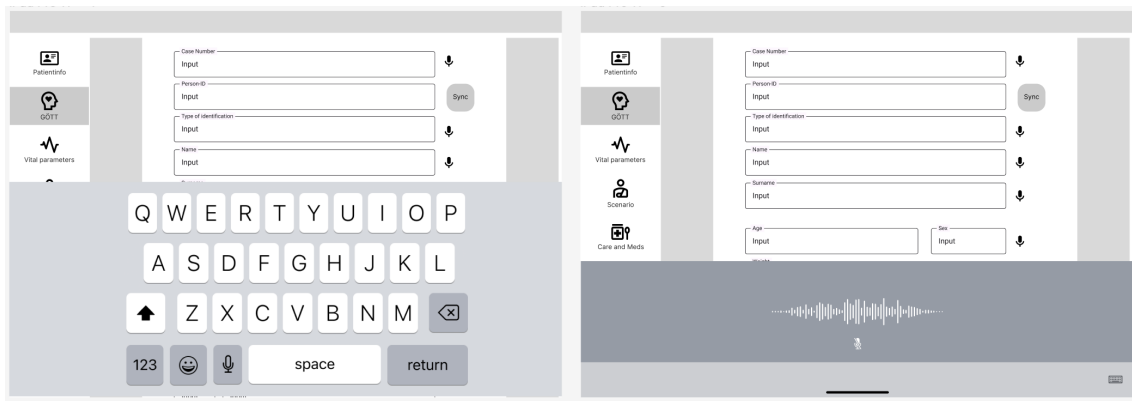 Patientinfo
GÖTT
Vital parameters
Case Number
Input
Person-ID
Input
Sync
Type of identification
Input
Name
Input
Q W E R T Y U I O P
A S D F G H J K L
Z X C V B N M
123
space
return
Patientinfo
GÖTT
Vital parameters
Scenario
Care and Meds
Case Number
Input
Person-ID
Input
Sync
Type of identification
Input
Name
Input
Surname
Input
Age
Input
Sex
Input